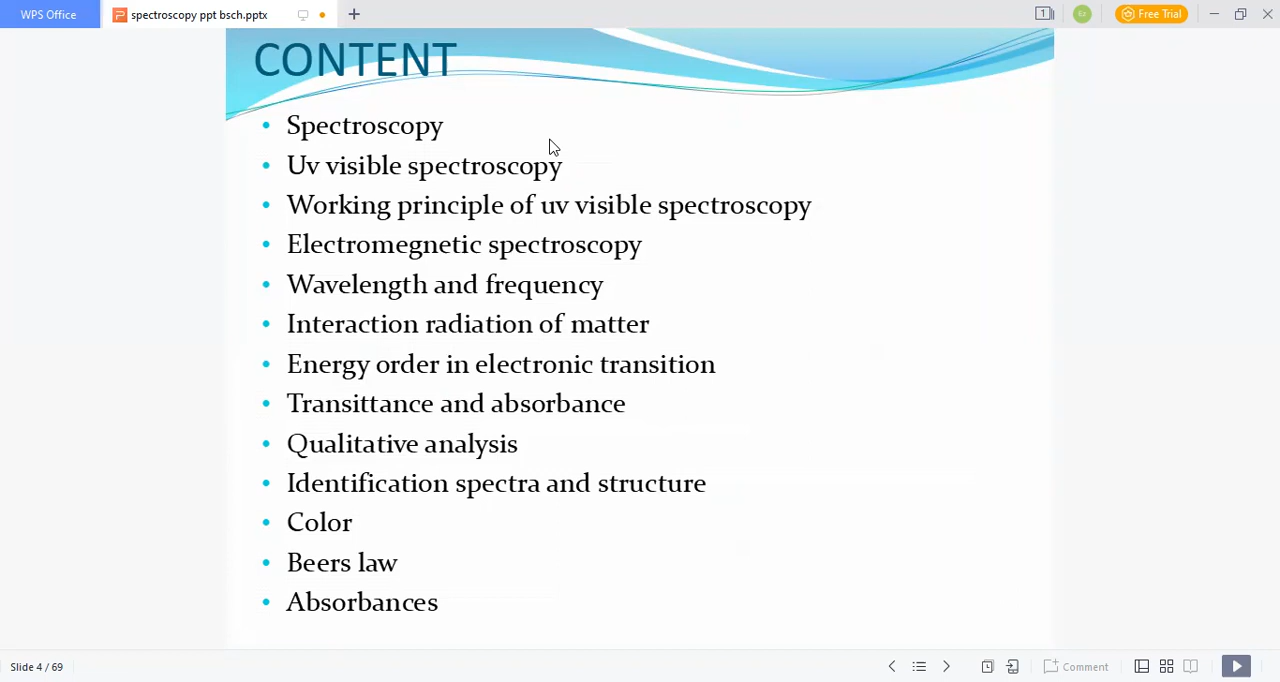 WPS Office
spectroscopy ppt bsch.pptx
1
Free Trial
CONTENT
• Spectroscopy
• Uv visible spectroscopy
• Working principle of uv visible spectroscopy
• Electromegnetic spectroscopy
• Wavelength and frequency
• Interaction radiation of matter
• Energy order in electronic transition
• Transittance and absorbance
• Qualitative analysis
• Identification spectra and structure
• Color
• Beers law
• Absorbances
Slide 4 / 69
Comment